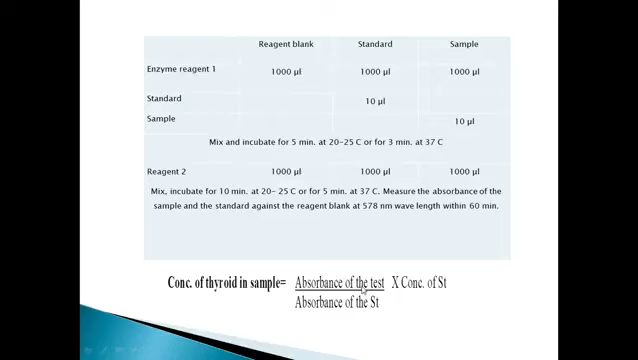 Reagent blank Standard Sample
Enzyme reagent 1 1000 µl 1000 µl 1000 µl
Standard 10 µl
Sample 10 µl
Mix and incubate for 5 min. at 20-25 C or for 3 min. at 37 C
Reagent 2 1000 µl 1000 µl 1000 µl
Mix, incubate for 10 min. at 20- 25 C or for 5 min. at 37 C. Measure the absorbance of the
sample and the standard against the reagent blank at 578 nm wave length within 60 min.
Conc. of thyroid in sample= Absorbance of the test X Conc. of St
Absorbance of the St